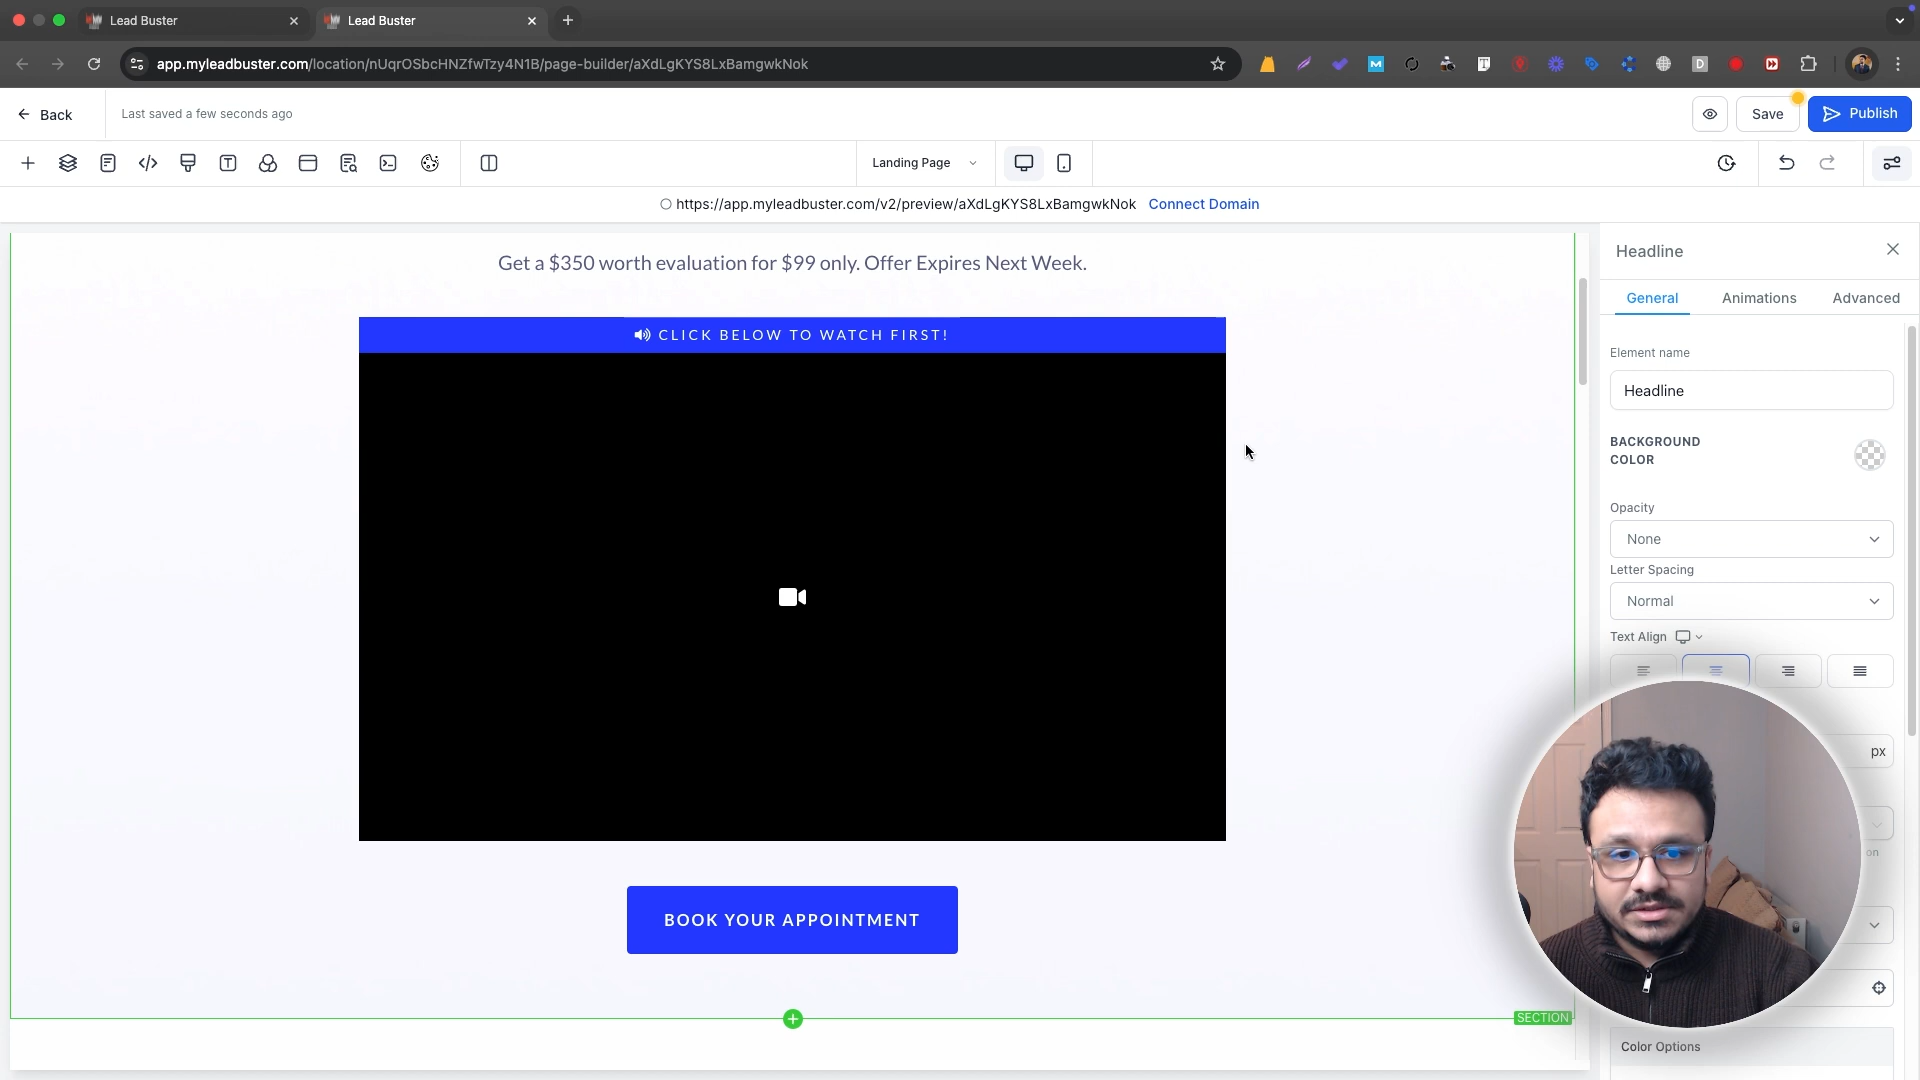 Lead Buster
Lead Buster
app.myleadbuster.com/location/nUqrOSbcHNZfwTzy4N1B/page-builder/aXdLgKYS8LxBamgwkNok
Back
Last saved a few seconds ago
Save
Publish
Landing Page
https://app.myleadbuster.com/v2/preview/aXdLgKYS8LxBamgwkNok Connect Domain
Get a $350 worth evaluation for $99 only. Offer Expires Next Week.
CLICK BELOW TO WATCH FIRST!
BOOK YOUR APPOINTMENT
SECTION
Headline
General Animations Advanced
Element name
Headline
BACKGROUND
COLOR
Opacity
None
Letter Spacing
Normal
Text Align
px
on
Color Options